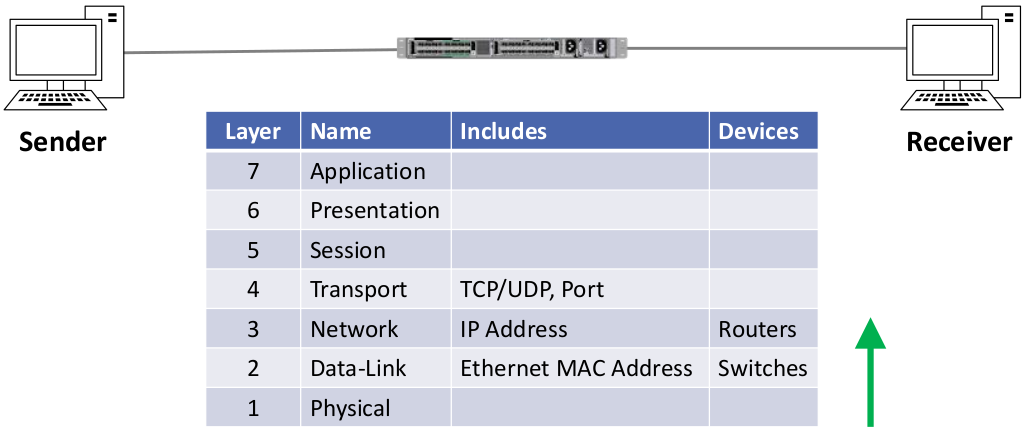 Sender
Receiver
Layer Name Includes Devices
7 Application
6 Presentation
5 Session
4 Transport TCP/UDP, Port
3 Network IP Address Routers
2 Data-Link Ethernet MAC Address Switches
1 Physical